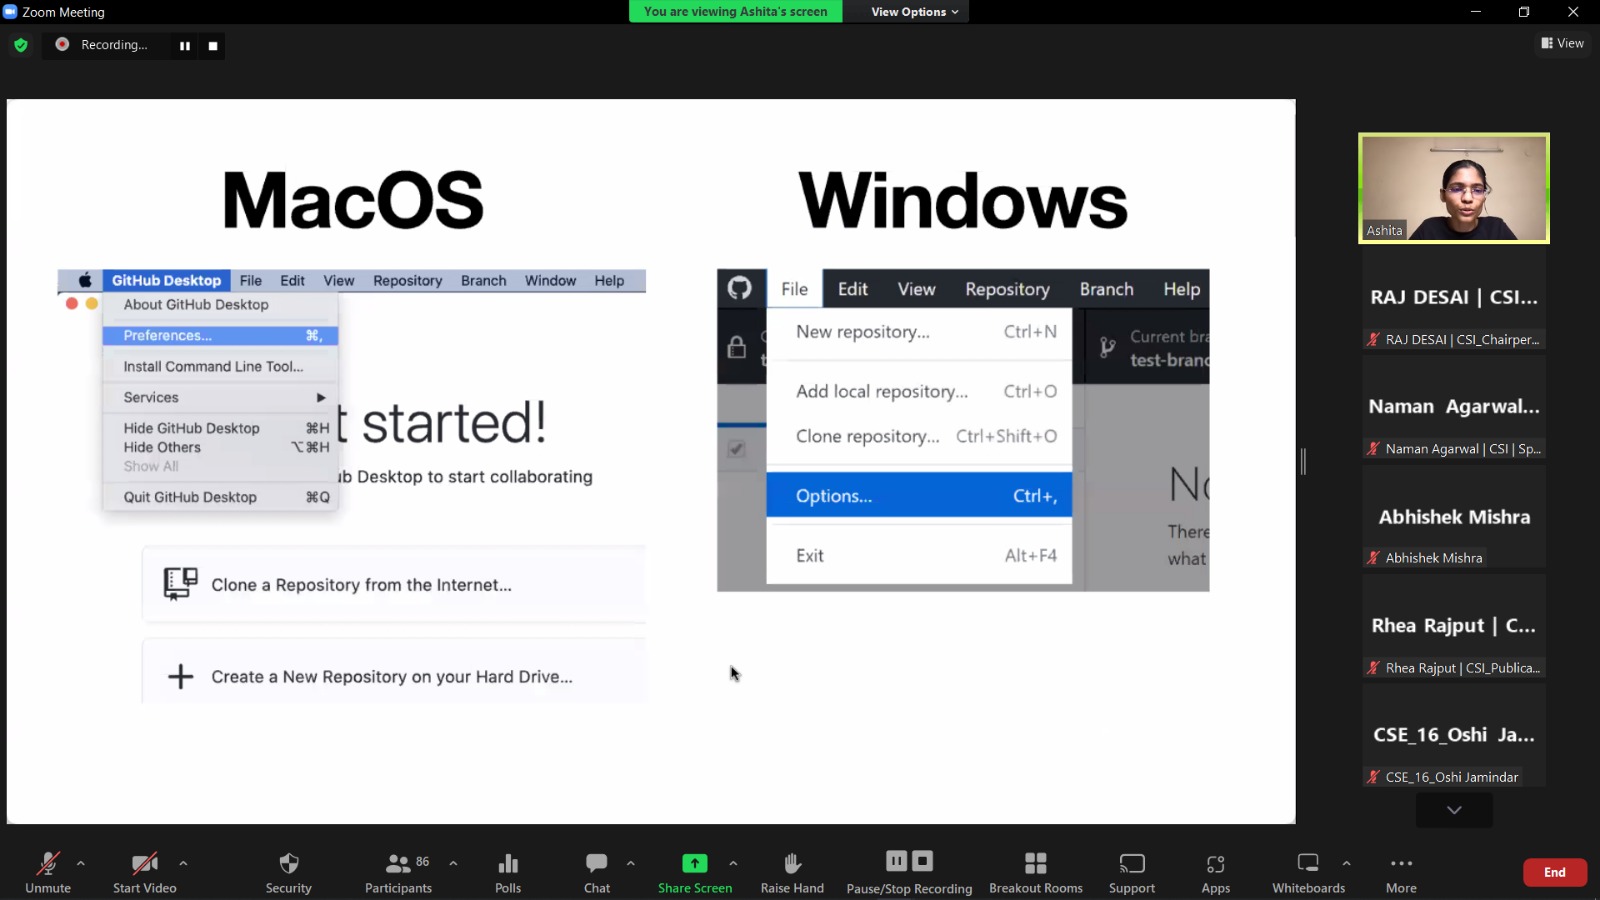 Zoom Meeting
You are viewing Ashita's screen
View Options
Recording...
View
MacOS
Windows
GitHub Desktop File Edit View Repository Branch Window Help
About GitHub Desktop
Preferences... ⌘,
Install Command Line Tool...
Services
Hide GitHub Desktop ⌘H
Hide Others ⌥⌘H
Show All
Quit GitHub Desktop ⌘Q
t started!
ub Desktop to start collaborating
Clone a Repository from the Internet...
Create a New Repository on your Hard Drive...
File Edit View Repository Branch Help
New repository... Ctrl+N
Add local repository... Ctrl+O
Clone repository... Ctrl+Shift+O
Options... Ctrl+,
Exit Alt+F4
Current bra
test-branc
There
what
Ashita
RAJ DESAI | CSI...
RAJ DESAI | CSI_Chairper...
Naman Agarwal...
Naman Agarwal | CSI | Sp...
Abhishek Mishra
Abhishek Mishra
Rhea Rajput | C...
Rhea Rajput | CSI_Publica...
CSE_16_Oshi Ja...
CSE_16_Oshi Jamindar
Unmute
Start Video
Security
86
Participants
Polls
Chat
Share Screen
Raise Hand
Pause/Stop Recording
Breakout Rooms
Support
Apps
Whiteboards
More
End